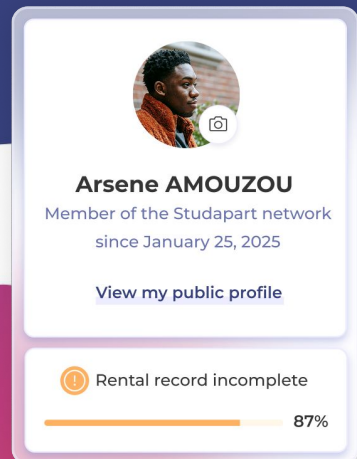 Arsene AMOUZOU
Member of the Studapart network
since January 25, 2025
View my public profile
! Rental record incomplete
87%